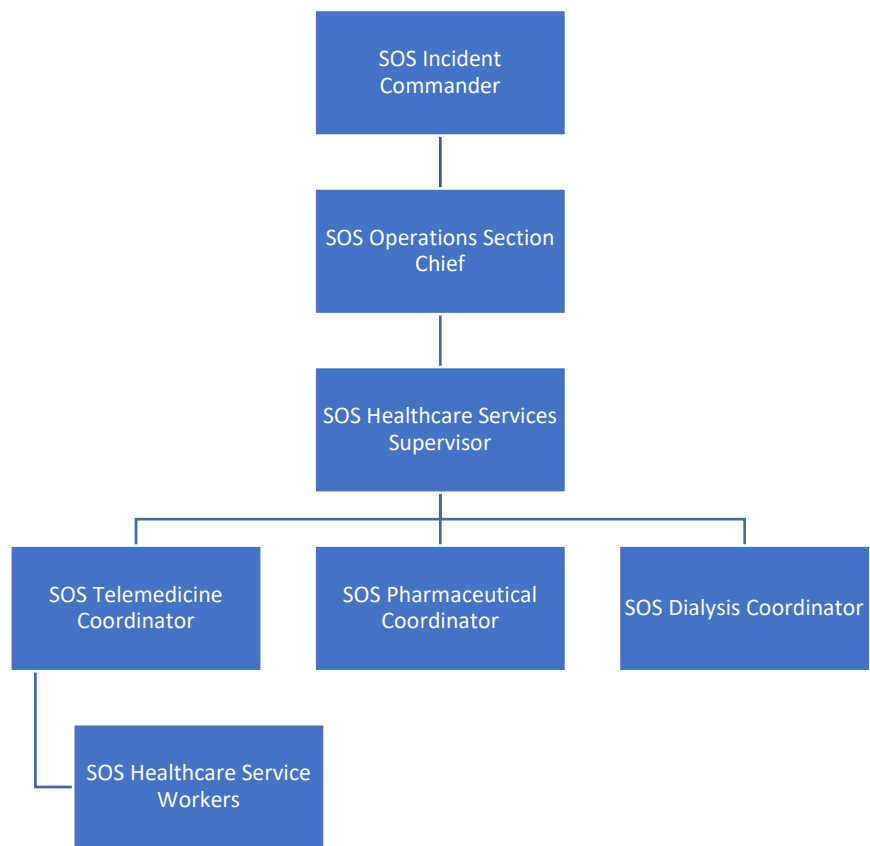 SOS Incident
Commander
SOS Operations Section
Chief
SOS Healthcare Services
Supervisor
SOS Telemedicine
Coordinator
SOS Pharmaceutical
Coordinator
SOS Dialysis Coordinator
SOS Healthcare Service
Workers